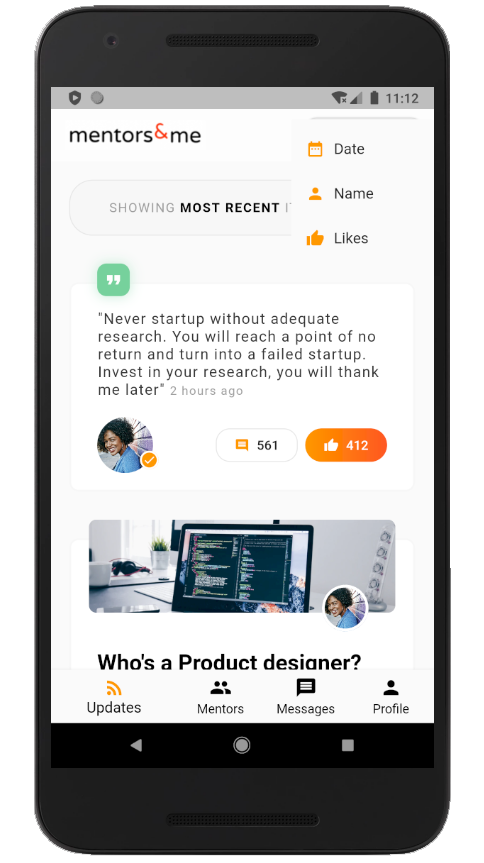 11:12
mentors&me
Date
Name
Likes
SHOWING MOST RECENT
"Never startup without adequate
research. You will reach a point of no
return and turn into a failed startup.
Invest in your research, you will thank
me later" 2 hours ago
561
412
Who's a Product designer?
Updates
Mentors
Messages
Profile